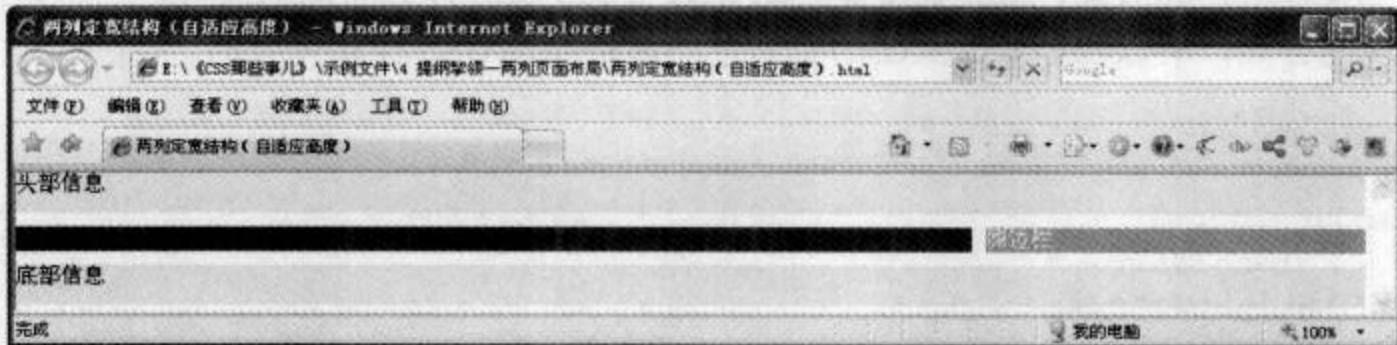 两列定宽结构（自适应高度） - Windows Internet Explorer
E:\《CSS那些事儿》\示例文件\4 提纲挈领—两列页面布局\两列定宽结构（自适应高度）.html
Google
文件(F) 编辑(E) 查看(V) 收藏夹(A) 工具(T) 帮助(H)
两列定宽结构（自适应高度）
头部信息
侧边栏
底部信息
完成 我的电脑 100%